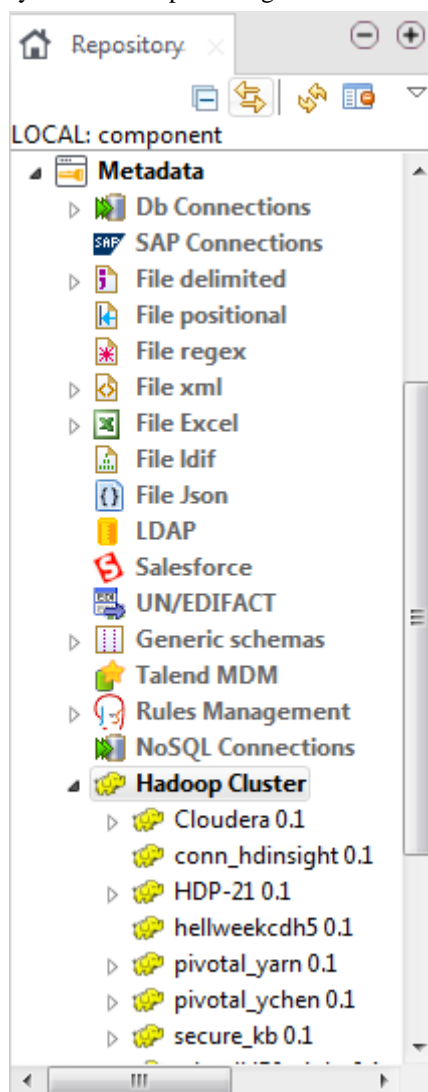 Repository
LOCAL: component
Metadata
Db Connections
SAP SAP Connections
File delimited
File positional
File regex
File xml
File Excel
File ldif
File Json
LDAP
Salesforce
UN/EDIFACT
Generic schemas
Talend MDM
Rules Management
NoSQL Connections
Hadoop Cluster
Cloudera 0.1
conn_hdinsight 0.1
HDP-21 0.1
hellweekcdh5 0.1
pivotal_yarn 0.1
pivotal_ychen 0.1
secure_kb 0.1